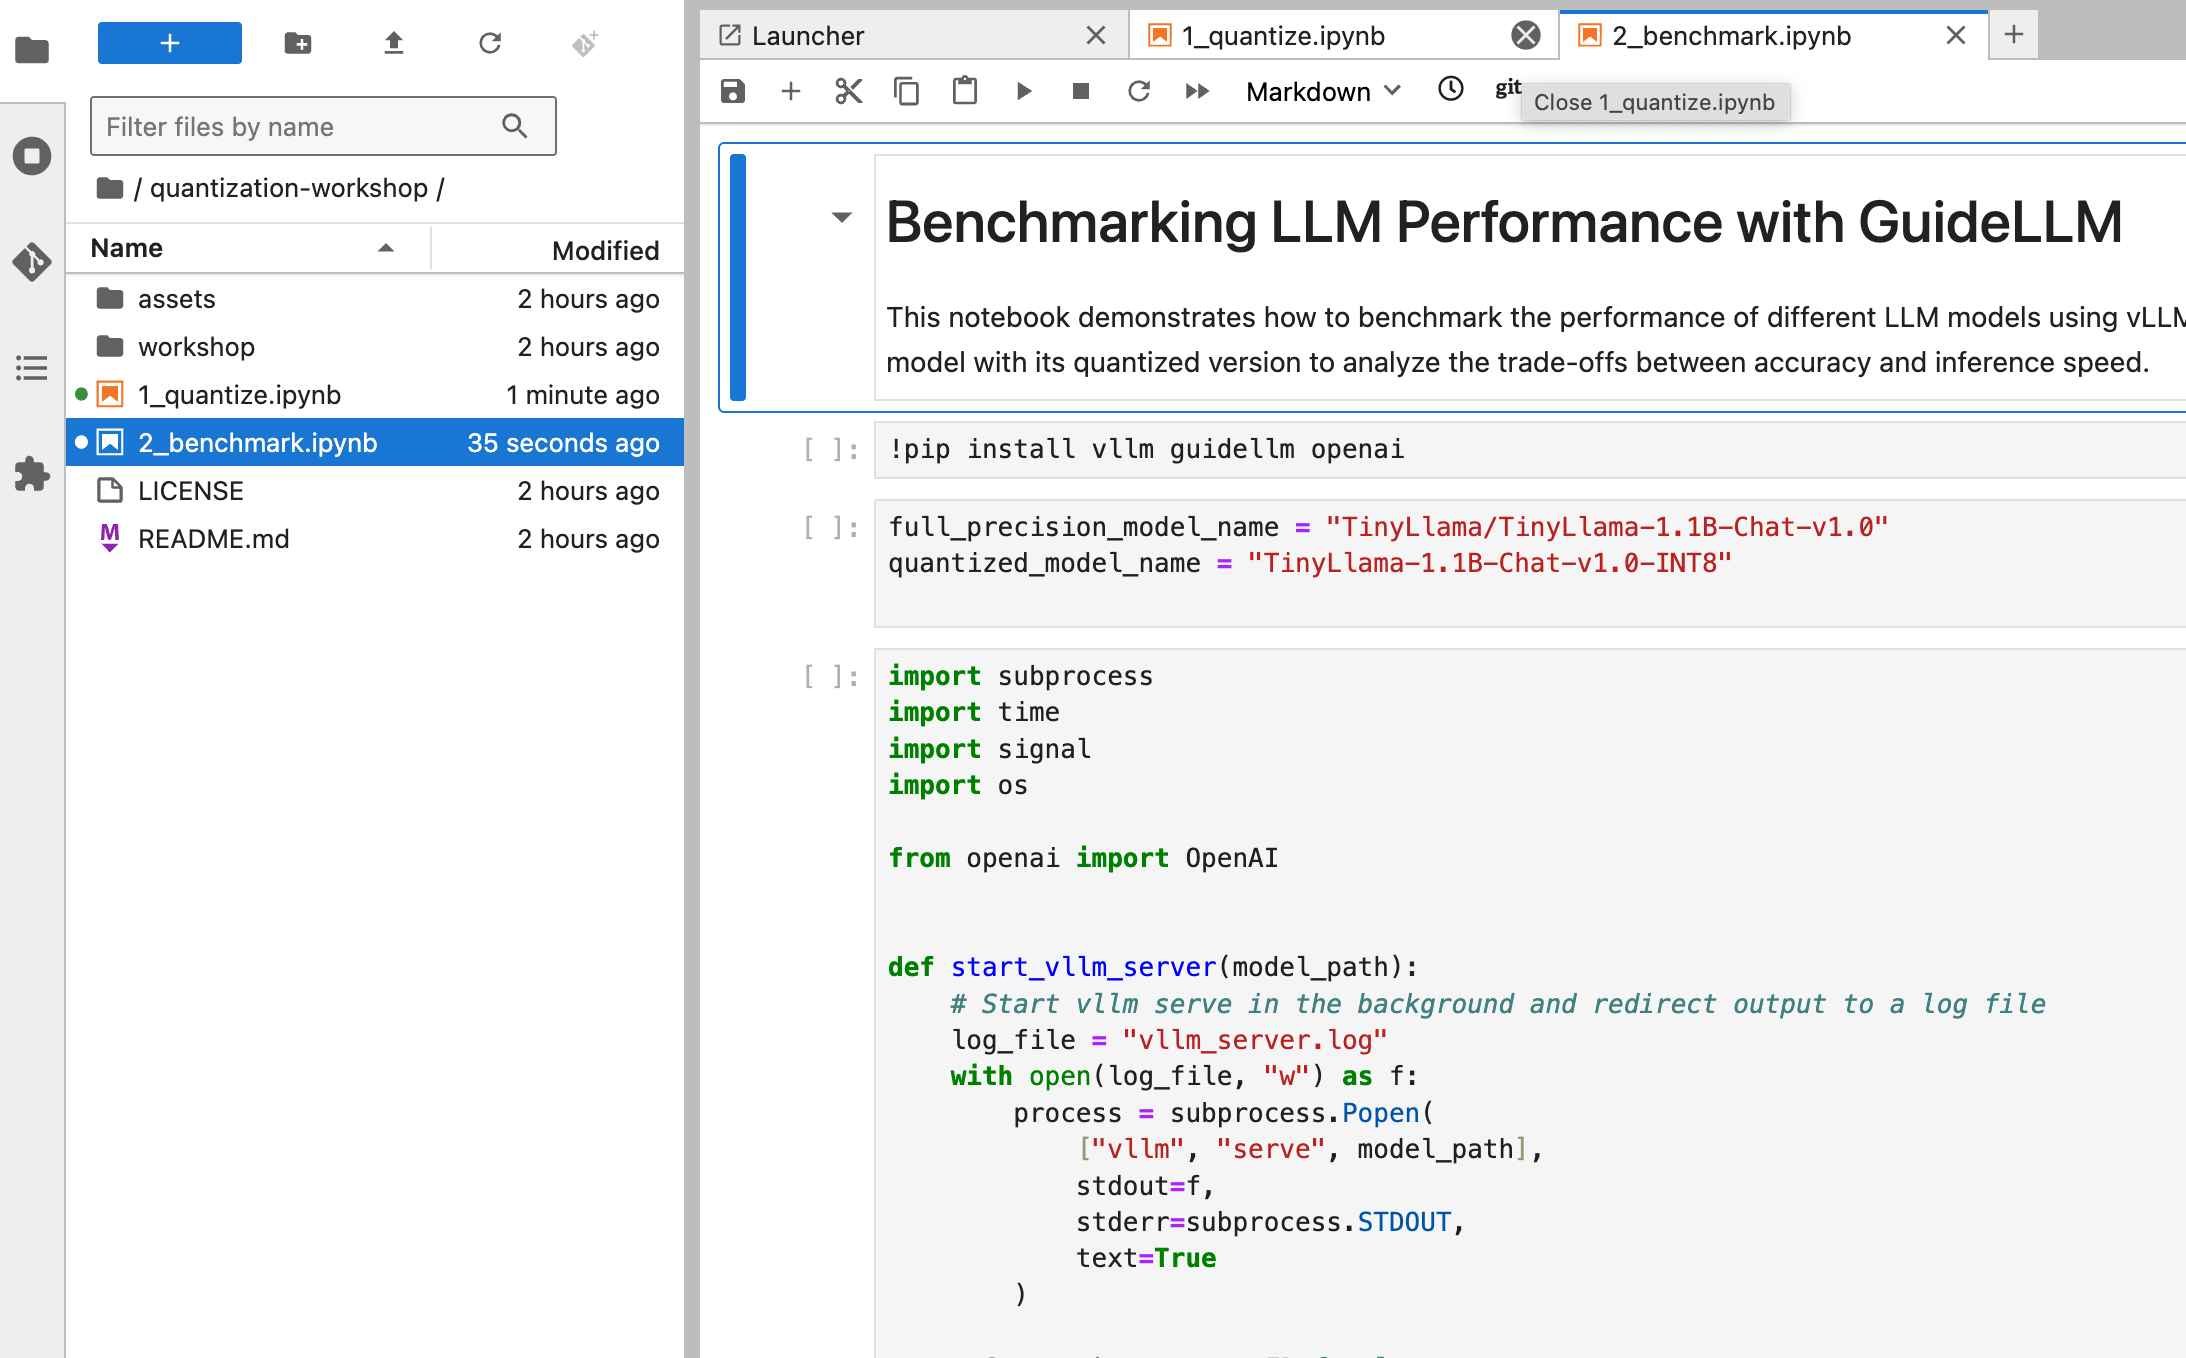 Launcher
1_quantize.ipynb
2_benchmark.ipynb
Filter files by name
/ quantization-workshop /
Name
Modified
assets
2 hours ago
workshop
2 hours ago
1_quantize.ipynb
1 minute ago
2_benchmark.ipynb
35 seconds ago
LICENSE
2 hours ago
M
README.md
2 hours ago
Markdown
git
Close 1_quantize.ipynb
Benchmarking LLM Performance with GuideLLM
This notebook demonstrates how to benchmark the performance of different LLM models using vLLM
model with its quantized version to analyze the trade-offs between accuracy and inference speed.
[ ]:
!pip install vllm guidellm openai
[ ]:
full_precision_model_name = "TinyLlama/TinyLlama-1.1B-Chat-v1.0"
quantized_model_name = "TinyLlama-1.1B-Chat-v1.0-INT8"
[ ]:
import subprocess
import time
import signal
import os
from openai import OpenAI
def start_vllm_server(model_path):
# Start vllm serve in the background and redirect output to a log file
log_file = "vllm_server.log"
with open(log_file, "w") as f:
process = subprocess.Popen(
["vllm", "serve", model_path],
stdout=f,
stderr=subprocess.STDOUT,
text=True
)